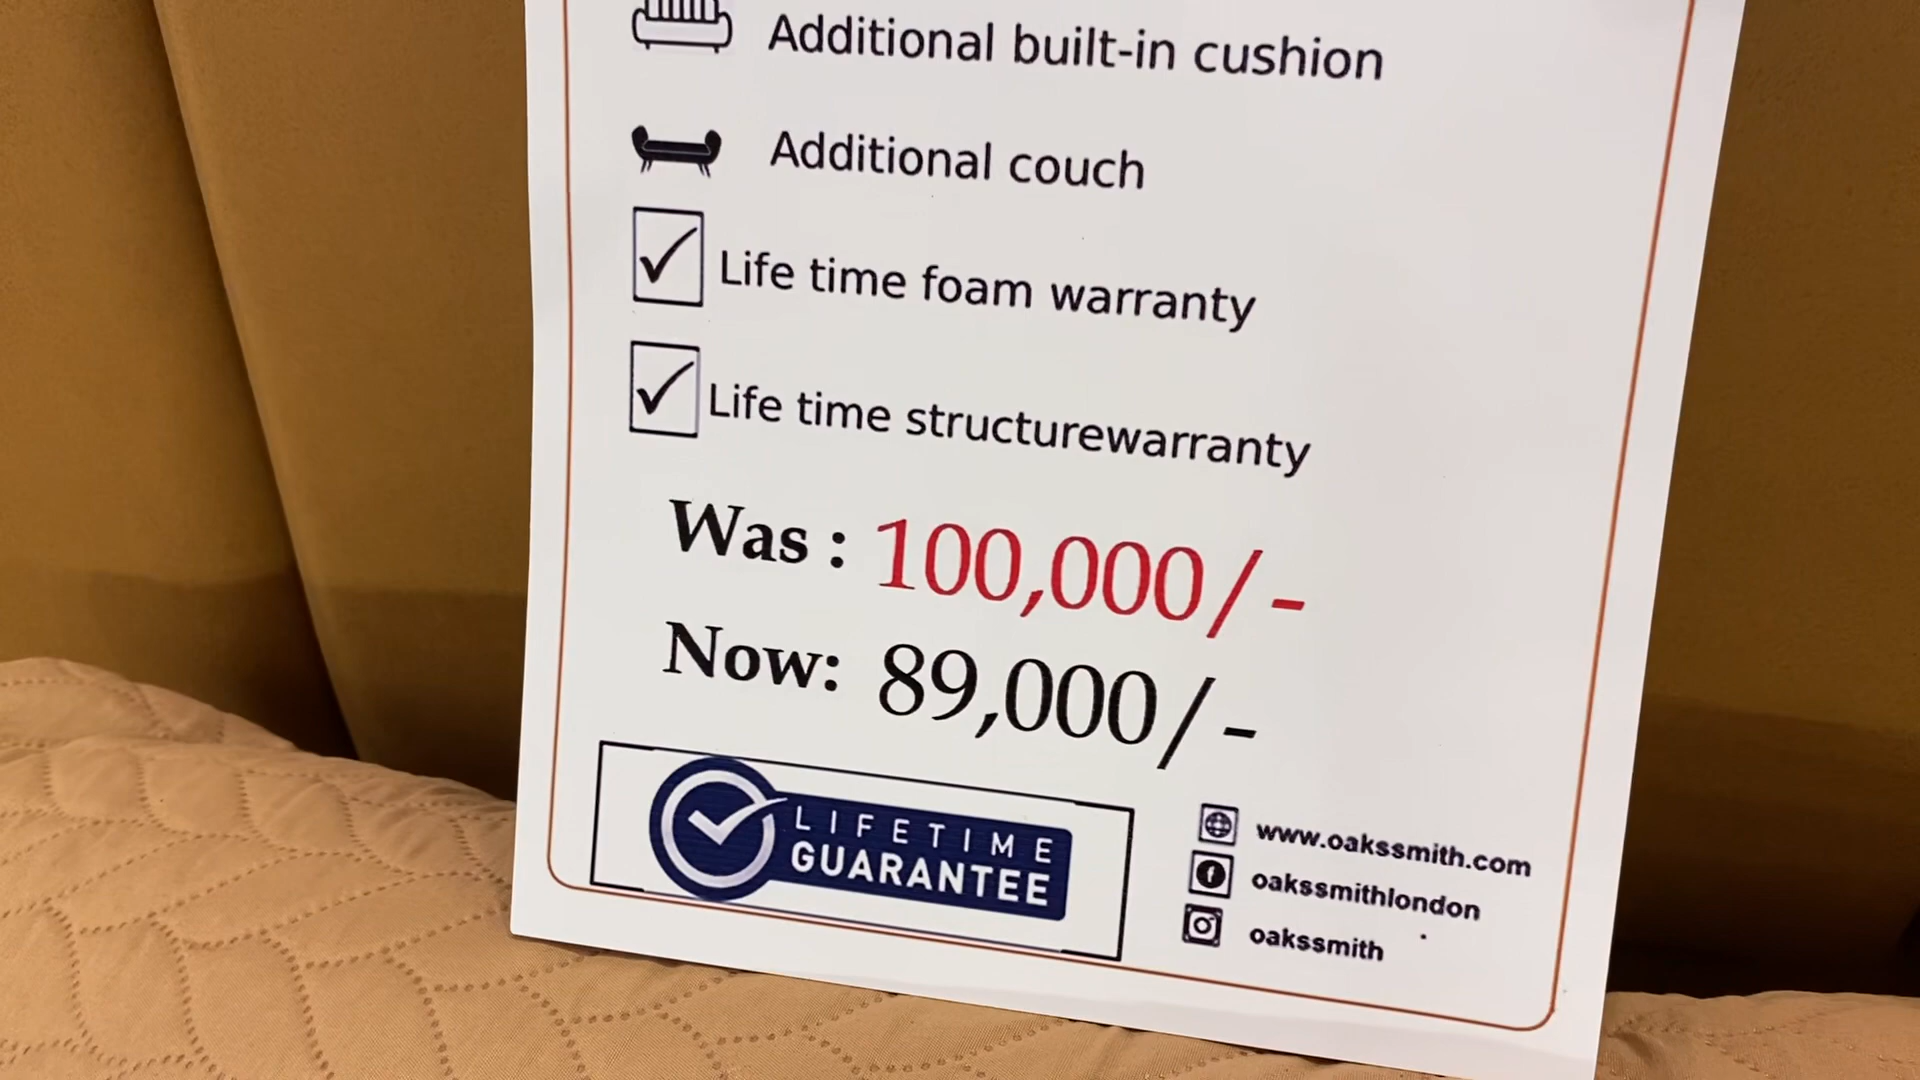 Additional built-in cushion
Additional couch
Life time foam warranty
Life time structurewarranty
Was : 100,000/-
Now: 89,000/-
LIFETIME
GUARANTEE
www.oakssmith.com
oakssmithlondon
oakssmith